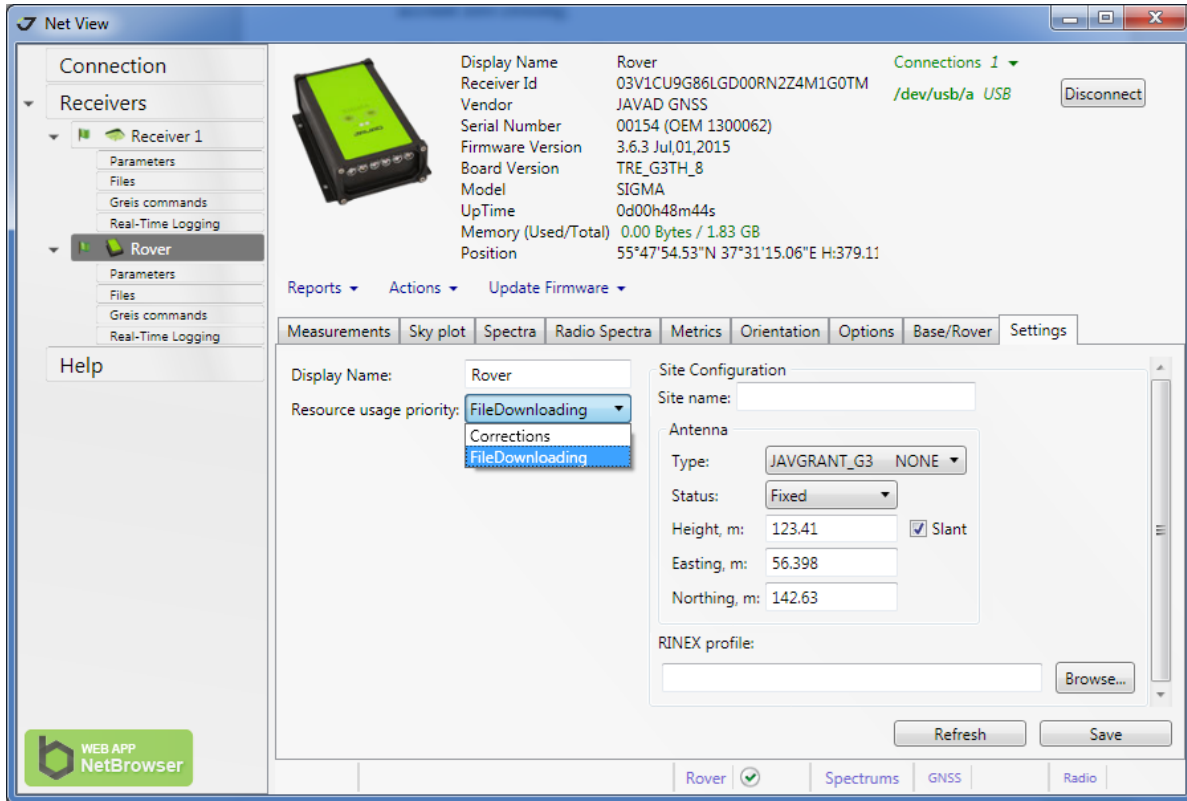 Net View
Connection
Receivers
Receiver 1
Parameters
Files
Greis commands
Real-Time Logging
Rover
Parameters
Files
Greis commands
Real-Time Logging
Help
WEB APP
NetBrowser
Display Name Rover
Receiver Id 03V1CU9G86LGD00RN2Z4M1G0TM
Vendor JAVAD GNSS
Serial Number 00154 (OEM 1300062)
Firmware Version 3.6.3 Jul,01,2015
Board Version TRE_G3TH_8
Model SIGMA
UpTime 0d00h48m44s
Memory (Used/Total) 0.00 Bytes / 1.83 GB
Position 55°47'54.53"N 37°31'15.06"E H:379.11
Connections 1
/dev/usb/a USB
Disconnect
Reports Actions Update Firmware
Measurements Sky plot Spectra Radio Spectra Metrics Orientation Options Base/Rover Settings
Display Name: Rover
Resource usage priority: FileDownloading
Corrections
FileDownloading
Site Configuration
Site name:
Antenna
Type: JAVGRANT_G3 NONE
Status: Fixed
Height, m: 123.41 Slant
Easting, m: 56.398
Northing, m: 142.63
RINEX profile:
Browse...
Refresh Save
Rover Spectrums GNSS Radio